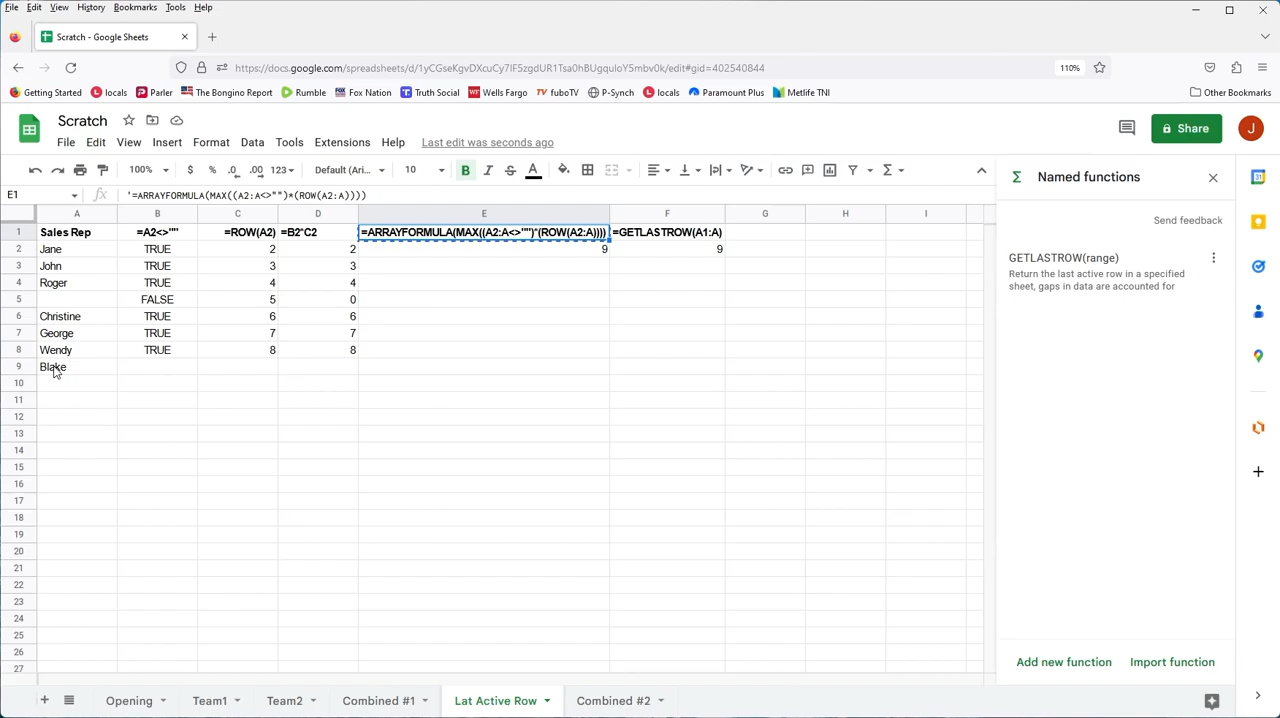 File Edit View History Bookmarks Tools Help
Scratch - Google Sheets
https://docs.google.com/spreadsheets/d/1yCGseKgvDXcuCy7IF5zgdUR1Tsa0hBUgquIoY5mbv0k/edit#gid=402540844 110%
Getting Started locals Parler The Bongino Report Rumble Fox Nation Truth Social Wells Fargo fuboTV P-Synch locals Paramount Plus Metlife TNI Other Bookmarks
Scratch
Share J
File Edit View Insert Format Data Tools Extensions Help Last edit was seconds ago
100% $ % .0 .00 123 Default (Ari... 10 B I S A
Named functions
E1 '=ARRAYFORMULA(MAX((A2:A<>"")*(ROW(A2:A))))
A B C D E F G H I
Send feedback
1 Sales Rep =A2<>"" =ROW(A2) =B2*C2 =ARRAYFORMULA(MAX((A2:A<>"")*(ROW(A2:A)))) =GETLASTROW(A1:A)
2 Jane TRUE 2 2 9 9
3 John TRUE 3 3
4 Roger TRUE 4 4
5 FALSE 5 0
6 Christine TRUE 6 6
7 George TRUE 7 7
8 Wendy TRUE 8 8
9 Blake
10
11
12
13
14
15
16
17
18
19
20
21
22
23
24
25
26
27
GETLASTROW(range)
Return the last active row in a specified
sheet, gaps in data are accounted for
Add new function Import function
Opening Team1 Team2 Combined #1 Lat Active Row Combined #2
31